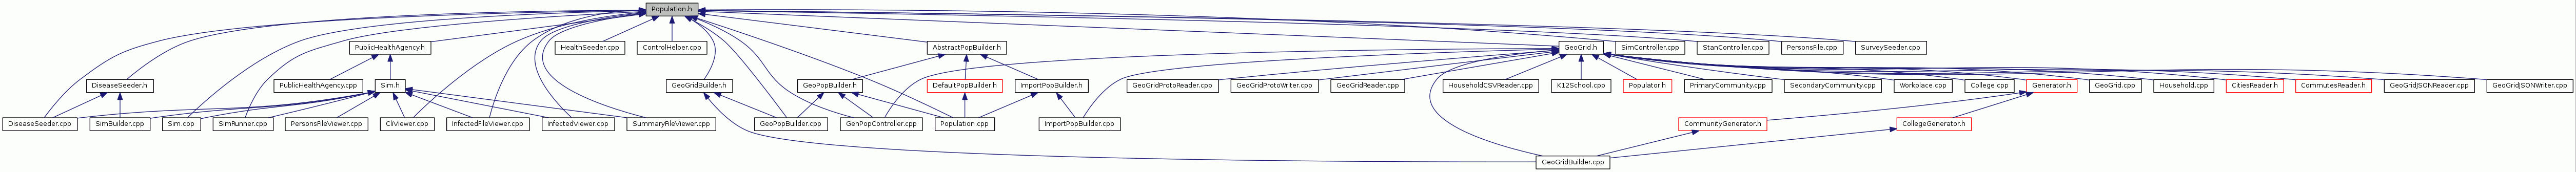 Population.h
PublicHealthAgency.h
HealthSeeder.cpp
ControlHelper.cpp
AbstractPopBuilder.h
GeoGrid.h
SimController.cpp
StanController.cpp
PersonsFile.cpp
SurveySeeder.cpp
DiseaseSeeder.h
PublicHealthAgency.cpp
Sim.h
GeoGridBuilder.h
GeoPopBuilder.h
DefaultPopBuilder.h
ImportPopBuilder.h
GeoGridProtoReader.cpp
GeoGridProtoWriter.cpp
GeoGridReader.cpp
HouseholdCSVReader.cpp
K12School.cpp
Populator.h
PrimaryCommunity.cpp
SecondaryCommunity.cpp
Workplace.cpp
College.cpp
Generator.h
GeoGrid.cpp
Household.cpp
CitiesReader.h
CommutesReader.h
GeoGridJSONReader.cpp
GeoGridJSONWriter.cpp
DiseaseSeeder.cpp
SimBuilder.cpp
Sim.cpp
SimRunner.cpp
PersonsFileViewer.cpp
CliViewer.cpp
InfectedFileViewer.cpp
InfectedViewer.cpp
SummaryFileViewer.cpp
GeoPopBuilder.cpp
GenPopController.cpp
Population.cpp
ImportPopBuilder.cpp
CommunityGenerator.h
CollegeGenerator.h
GeoGridBuilder.cpp